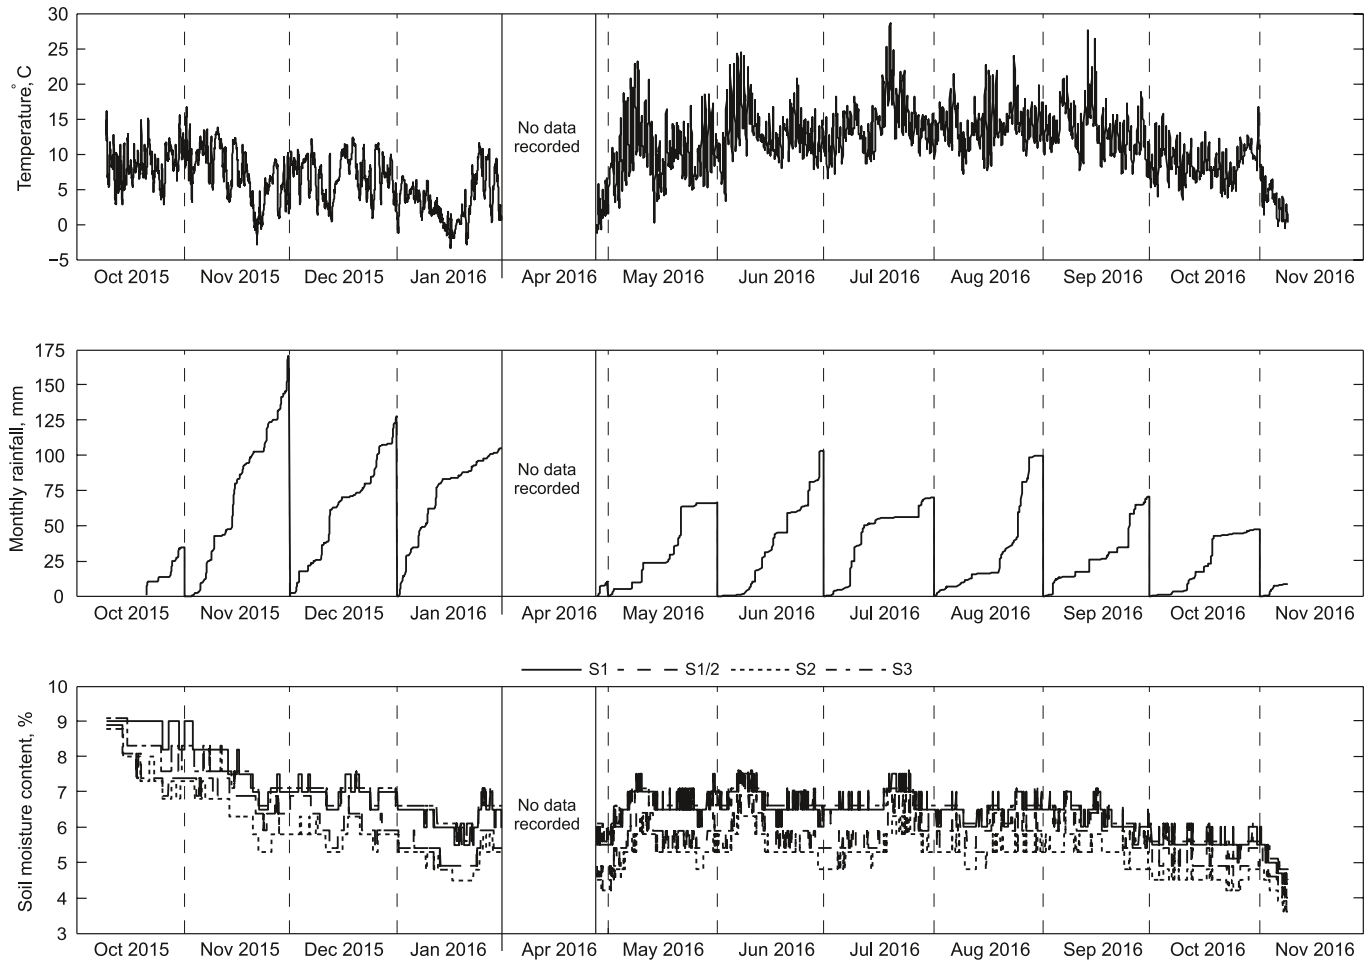 30
25
20
15
10
5
0
−5
Temperature,°C
No data
recorded
Oct 2015 Nov 2015 Dec 2015 Jan 2016 Apr 2016 May 2016 Jun 2016 Jul 2016 Aug 2016 Sep 2016 Oct 2016 Nov 2016
175
150
125
100
75
50
25
0
Monthly rainfall, mm
No data
recorded
Oct 2015 Nov 2015 Dec 2015 Jan 2016 Apr 2016 May 2016 Jun 2016 Jul 2016 Aug 2016 Sep 2016 Oct 2016 Nov 2016
S1 S1/2 S2 S3
10
9
8
7
6
5
4
3
Soil moisture content, %
No data
recorded
Oct 2015 Nov 2015 Dec 2015 Jan 2016 Apr 2016 May 2016 Jun 2016 Jul 2016 Aug 2016 Sep 2016 Oct 2016 Nov 2016